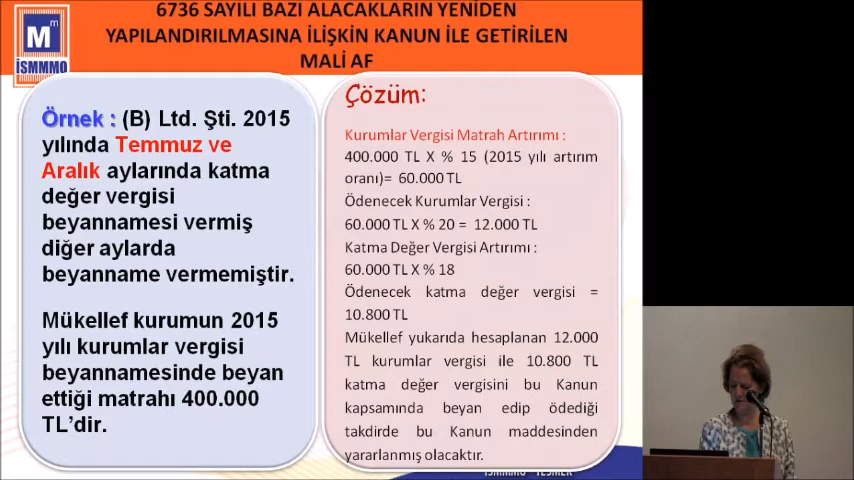 6736 SAYILI BAZI ALACAKLARIN YENİDEN
YAPILANDIRILMASINA İLİŞKİN KANUN İLE GETİRİLEN
MALİ AF
Mm
İSMMMO
Örnek : (B) Ltd. Şti. 2015
yılında Temmuz ve
Aralık aylarında katma
değer vergisi
beyannamesi vermiş
diğer aylarda
beyanname vermemiştir.
Mükellef kurumun 2015
yılı kurumlar vergisi
beyannamesinde beyan
ettiği matrahı 400.000
TL'dir.
Çözüm:
Kurumlar Vergisi Matrah Artırımı :
400.000 TL X % 15 (2015 yılı artırım
oranı)= 60.000 TL
Ödenecek Kurumlar Vergisi :
60.000 TL X % 20 = 12.000 TL
Katma Değer Vergisi Artırımı :
60.000 TL X % 18
Ödenecek katma değer vergisi =
10.800 TL
Mükellef yukarıda hesaplanan 12.000
TL kurumlar vergisi ile 10.800 TL
katma değer vergisini bu Kanun
kapsamında beyan edip ödediği
takdirde bu Kanun maddesinden
yararlanmış olacaktır.
İSMMMO - TESMER